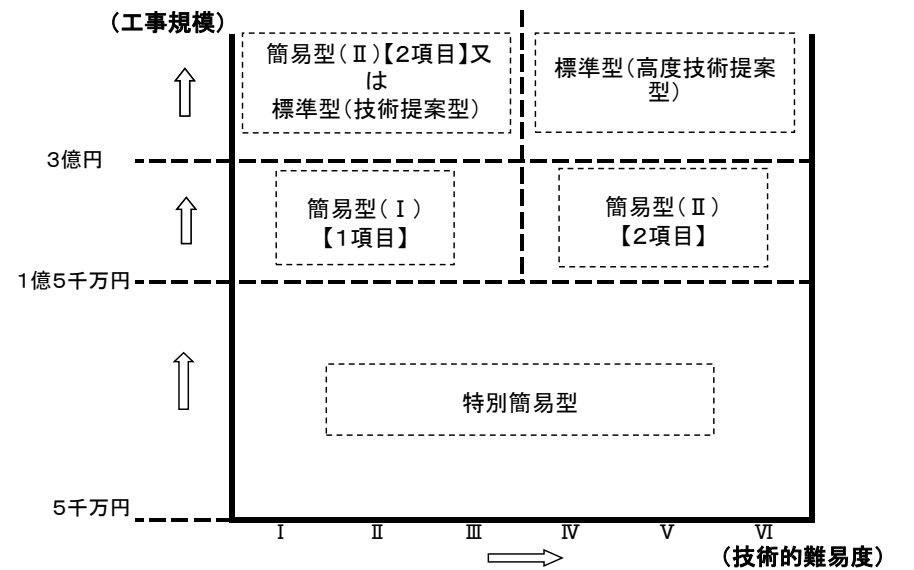 （工事規模）
簡易型（Ⅱ）【２項目】又
は
標準型（技術提案型）
標準型（高度技術提案
型）
３億円
簡易型（Ⅰ）
【１項目】
簡易型（Ⅱ）
【２項目】
１億５千万円
特別簡易型
５千万円
Ⅰ Ⅱ Ⅲ Ⅳ Ⅴ Ⅵ
（技術的難易度）